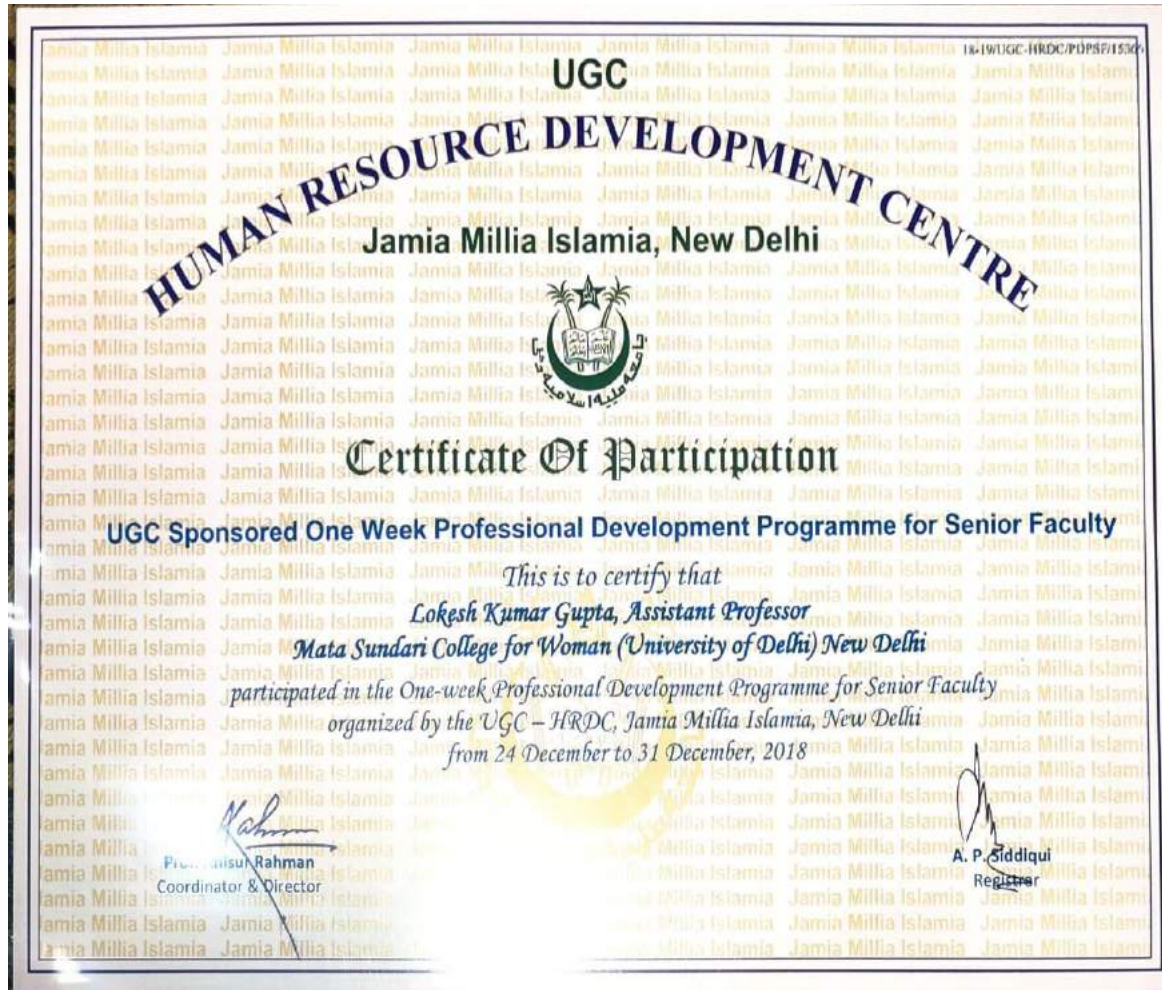 18-19/UGC-HRDC/PDPSF/1530
UGC
HUMAN RESOURCE DEVELOPMENT CENTRE
Jamia Millia Islamia, New Delhi
جامعہ ملیہ اسلامیہ دہلی
Certificate Of Participation
UGC Sponsored One Week Professional Development Programme for Senior Faculty
This is to certify that
Lokesh Kumar Gupta, Assistant Professor
Mata Sundari College for Woman (University of Delhi) New Delhi
participated in the One-week Professional Development Programme for Senior Faculty
organized by the UGC – HRDC, Jamia Millia Islamia, New Delhi
from 24 December to 31 December, 2018
Rahman
Coordinator & Director
A. P. Siddiqui
Registrar